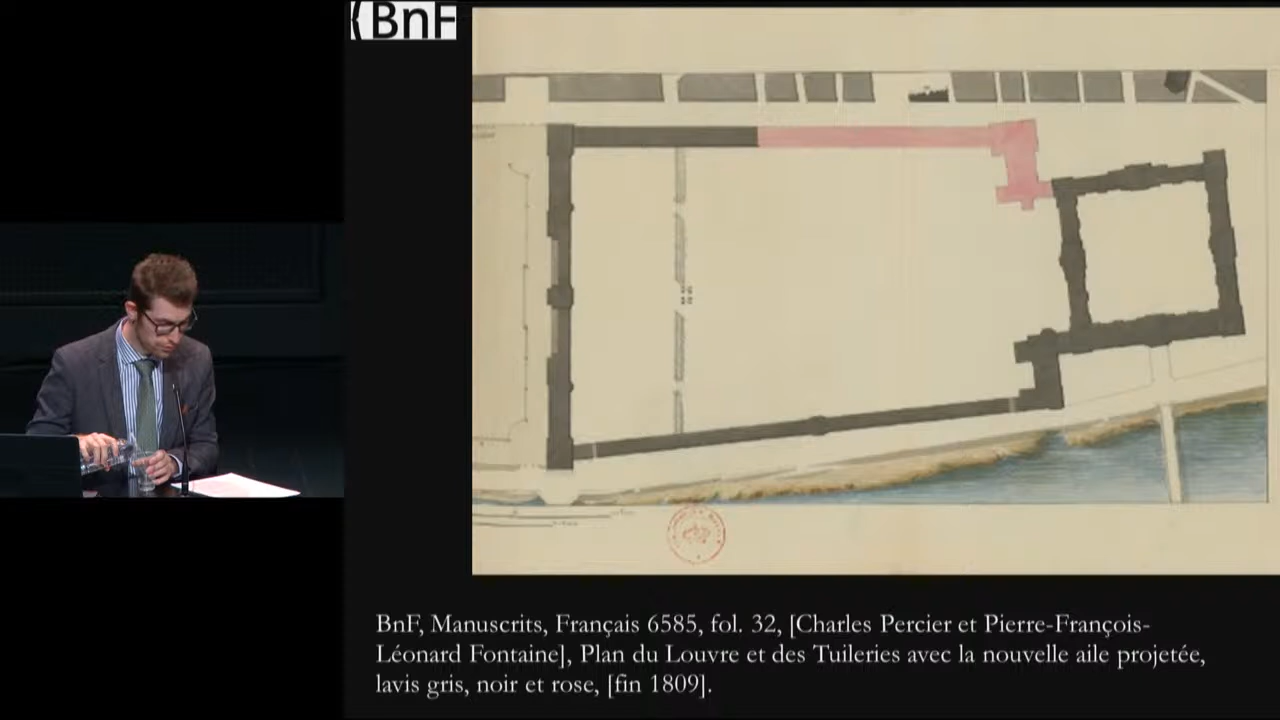 {BnF
BnF, Manuscrits, Français 6585, fol. 32, [Charles Percier et Pierre-François-
Léonard Fontaine], Plan du Louvre et des Tuileries avec la nouvelle aile projetée,
lavis gris, noir et rose, [fin 1809].